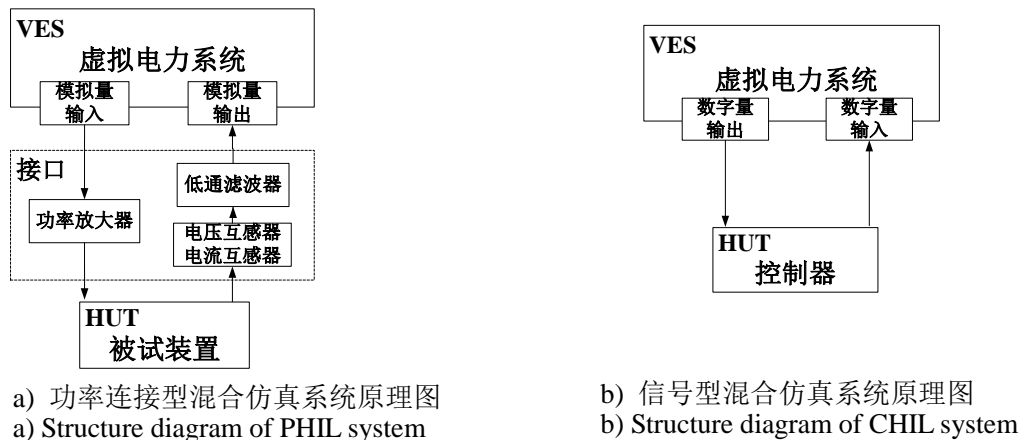 VES
虚拟电力系统
模拟量
输入
模拟量
输出
接口
低通滤波器
功率放大器
电压互感器
电流互感器
HUT
被试装置
a) 功率连接型混合仿真系统原理图
a) Structure diagram of PHIL system
VES
虚拟电力系统
数字量
输出
数字量
输入
HUT
控制器
b) 信号型混合仿真系统原理图
b) Structure diagram of CHIL system